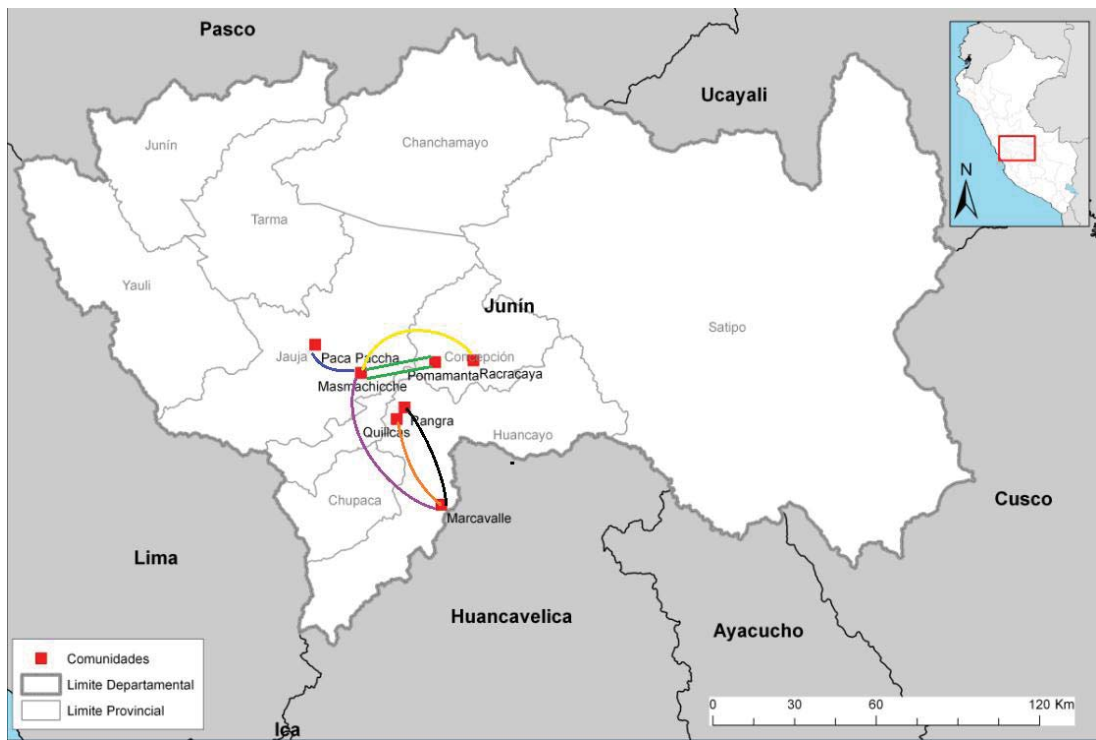 Pasco
Ucayali
Junín
Chanchamayo
Tarma
N
Yauli
Junín
Satipo
Jauja
Paca Paccha
Concepción
Masmachicche
Pomamanta
Racracaya
Pangra
Quillcas
Huancayo
Chupaca
Marcavalle
Cusco
Lima
Huancavelica
Ayacucho
Comunidades
Limite Departamental
Limite Provincial
0 30 60 120 Km
Ica